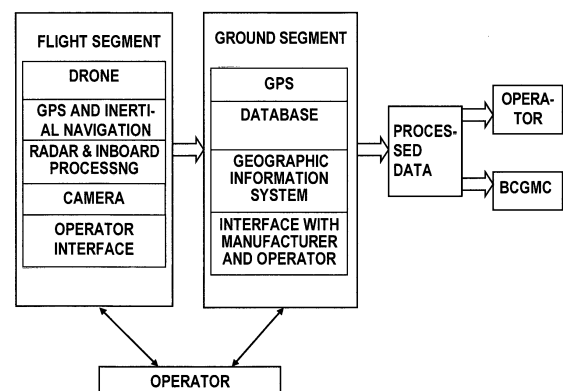 FLIGHT SEGMENT
DRONE
GPS AND INERTI-
AL NAVIGATION
RADAR & INBOARD
PROCESSNG
CAMERA
OPERATOR
INTERFACE
GROUND SEGMENT
GPS
DATABASE
GEOGRAPHIC
INFORMATION
SYSTEM
INTERFACE WITH
MANUFACTURER
AND OPERATOR
PROCES-
SED
DATA
OPERA-
TOR
BCGMC
OPERATOR